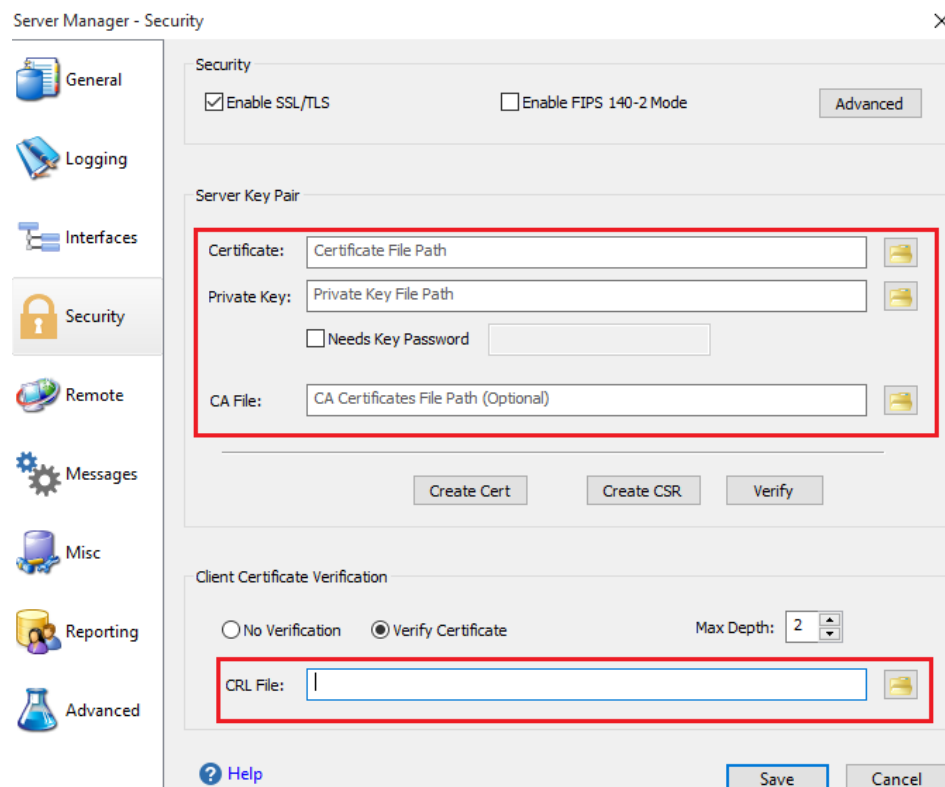 Server Manager - Security
General
Logging
Interfaces
Security
Remote
Messages
Misc
Reporting
Advanced
Security
Enable SSL/TLS
Enable FIPS 140-2 Mode
Advanced
Server Key Pair
Certificate:
Certificate File Path
Private Key:
Private Key File Path
Needs Key Password
CA File:
CA Certificates File Path (Optional)
Create Cert
Create CSR
Verify
Client Certificate Verification
No Verification
Verify Certificate
Max Depth:
2
CRL File:
Help
Save
Cancel